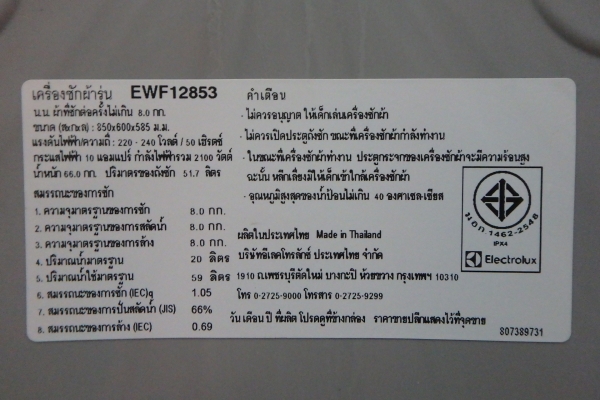 เครื่องซักผ้ารุ่น EWF12853
น.น. ผ้าที่ซักต่อครั้งไม่เกิน 8.0 กก.
ขนาด (สxกxล) : 850x600x585 ม.ม.
แรงดันไฟฟ้า/ความถี่ : 220 - 240 โวลต์ / 50 เฮิรตซ์
กระแสไฟฟ้า 10 แอมแปร์ กำลังไฟฟ้ารวม 2100 วัตต์
น้ำหนัก 66.0 กก. ปริมาตรของถังซัก 51.7 ลิตร
สมรรถนะของการซัก
1. ความจุมาตรฐานของการซัก 8.0 กก.
2. ความจุมาตรฐานของการสลัดน้ำ 8.0 กก.
3. ความจุมาตรฐานของการล้าง 8.0 กก.
4. ปริมาณน้ำมาตรฐาน 20 ลิตร
5. ปริมาณน้ำใช้มาตรฐาน 59 ลิตร
6. สมรรถนะของการซัก (IEC)q 1.05
7. สมรรถนะของการปั่นสลัดน้ำ (JIS) 66%
8. สมรรถนะของการล้าง (IEC) 0.69
คำเตือน
- ไม่ควรอนุญาต ให้เด็กเล่นเครื่องซักผ้า
- ไม่ควรเปิดประตูถังซัก ขณะที่เครื่องซักผ้ากำลังทำงาน
- ในขณะที่เครื่องซักผ้าทำงาน ประตูกระจกของเครื่องซักผ้าจะมีความร้อนสูง
ฉะนั้น หลีกเลี่ยงมิให้เด็กเข้าใกล้เครื่องซักผ้า
- อุณหภูมิสูงสุดของน้ำป้อนไม่เกิน 40 องศาเซลเซียส
ผลิตในประเทศไทย Made in Thailand
บริษัทอีเลคโทรลักซ์ ประเทศไทย จำกัด
1910 ถ.เพชรบุรีตัดใหม่ บางกะปิ ห้วยขวาง กรุงเทพฯ 10310
โทร 0-2725-9000 โทรสาร 0-2725-9299
วัน เดือน ปี ที่ผลิต โปรดดูที่ข้างกล่อง ราคาขายปลีกแสดงไว้ที่จุดขาย
มอก 1462-2548
IPX4
Electrolux
807389731